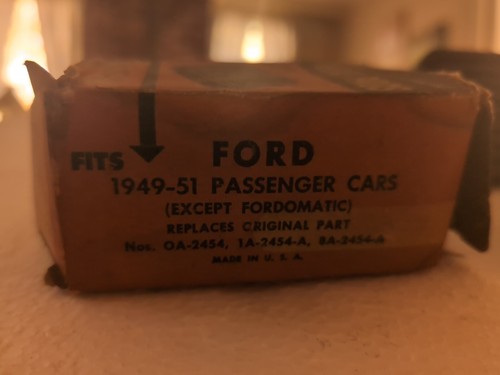 FITS FORD
1949-51 PASSENGER CARS
(EXCEPT FORDOMATIC)
REPLACES ORIGINAL PART
Nos. OA-2454, 1A-2454-A, 8A-2454-A
MADE IN U. S. A.